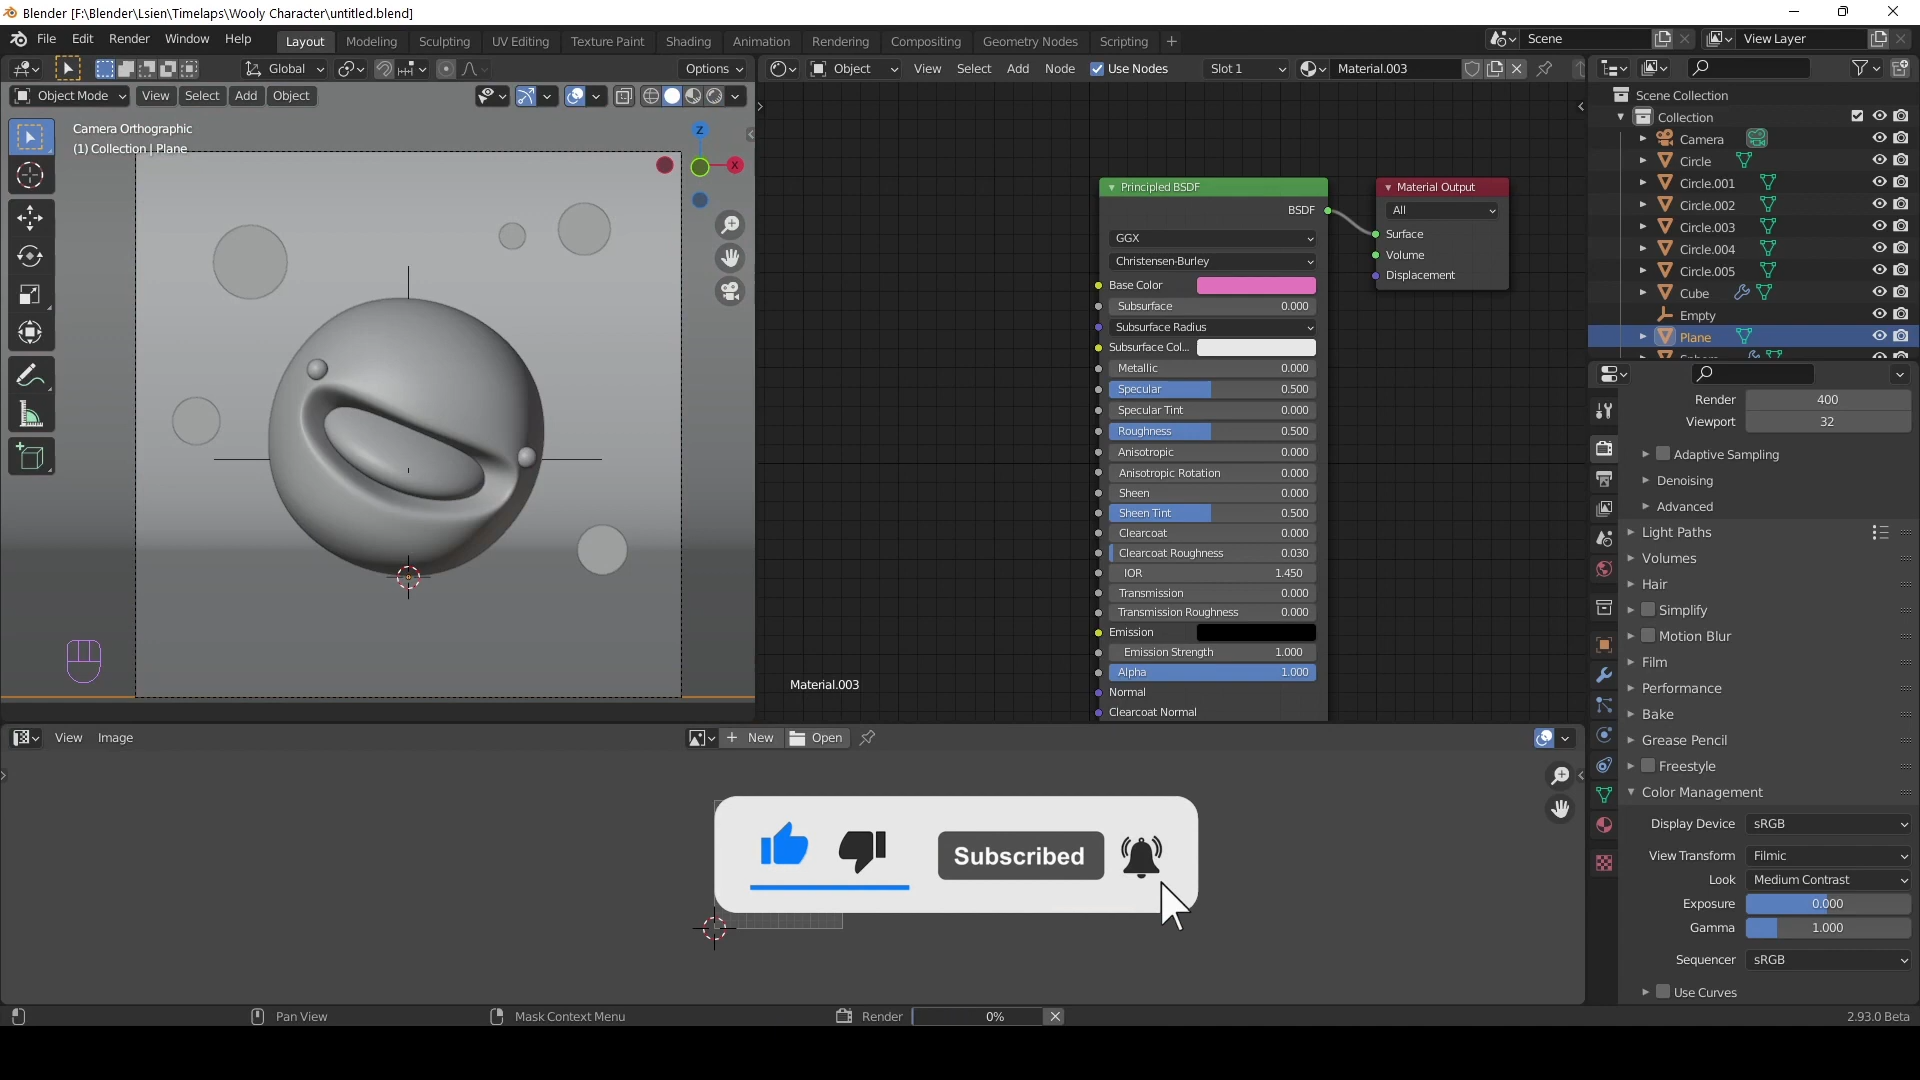 Blender [F:\Blender\Lsien\Timelaps\Wooly Character\untitled.blend]
File Edit Render Window Help Layout Modeling Sculpting UV Editing Texture Paint Shading Animation Rendering Compositing Geometry Nodes Scripting + Scene View Layer
Global Options Object View Select Add Node Use Nodes Slot 1 Material.003
Object Mode View Select Add Object
Camera Orthographic
(1) Collection | Plane
Z
X
Scene Collection
Collection
Camera
Circle
Circle.001
Circle.002
Circle.003
Circle.004
Circle.005
Cube
Empty
Plane
Principled BSDF
BSDF
GGX
Christensen-Burley
Base Color
Subsurface 0.000
Subsurface Radius
Subsurface Col...
Metallic 0.000
Specular 0.500
Specular Tint 0.000
Roughness 0.500
Anisotropic 0.000
Anisotropic Rotation 0.000
Sheen 0.000
Sheen Tint 0.500
Clearcoat 0.000
Clearcoat Roughness 0.030
IOR 1.450
Transmission 0.000
Transmission Roughness 0.000
Emission
Emission Strength 1.000
Alpha 1.000
Normal
Clearcoat Normal
Material Output
All
Surface
Volume
Displacement
Material.003
Render 400
Viewport 32
Adaptive Sampling
Denoising
Advanced
Light Paths
Volumes
Hair
Simplify
Motion Blur
Film
Performance
Bake
Grease Pencil
Freestyle
Color Management
Display Device sRGB
View Transform Filmic
Look Medium Contrast
Exposure 0.000
Gamma 1.000
Sequencer sRGB
Use Curves
View Image + New Open
Subscribed
Pan View Mask Context Menu Render 0% 2.93.0 Beta